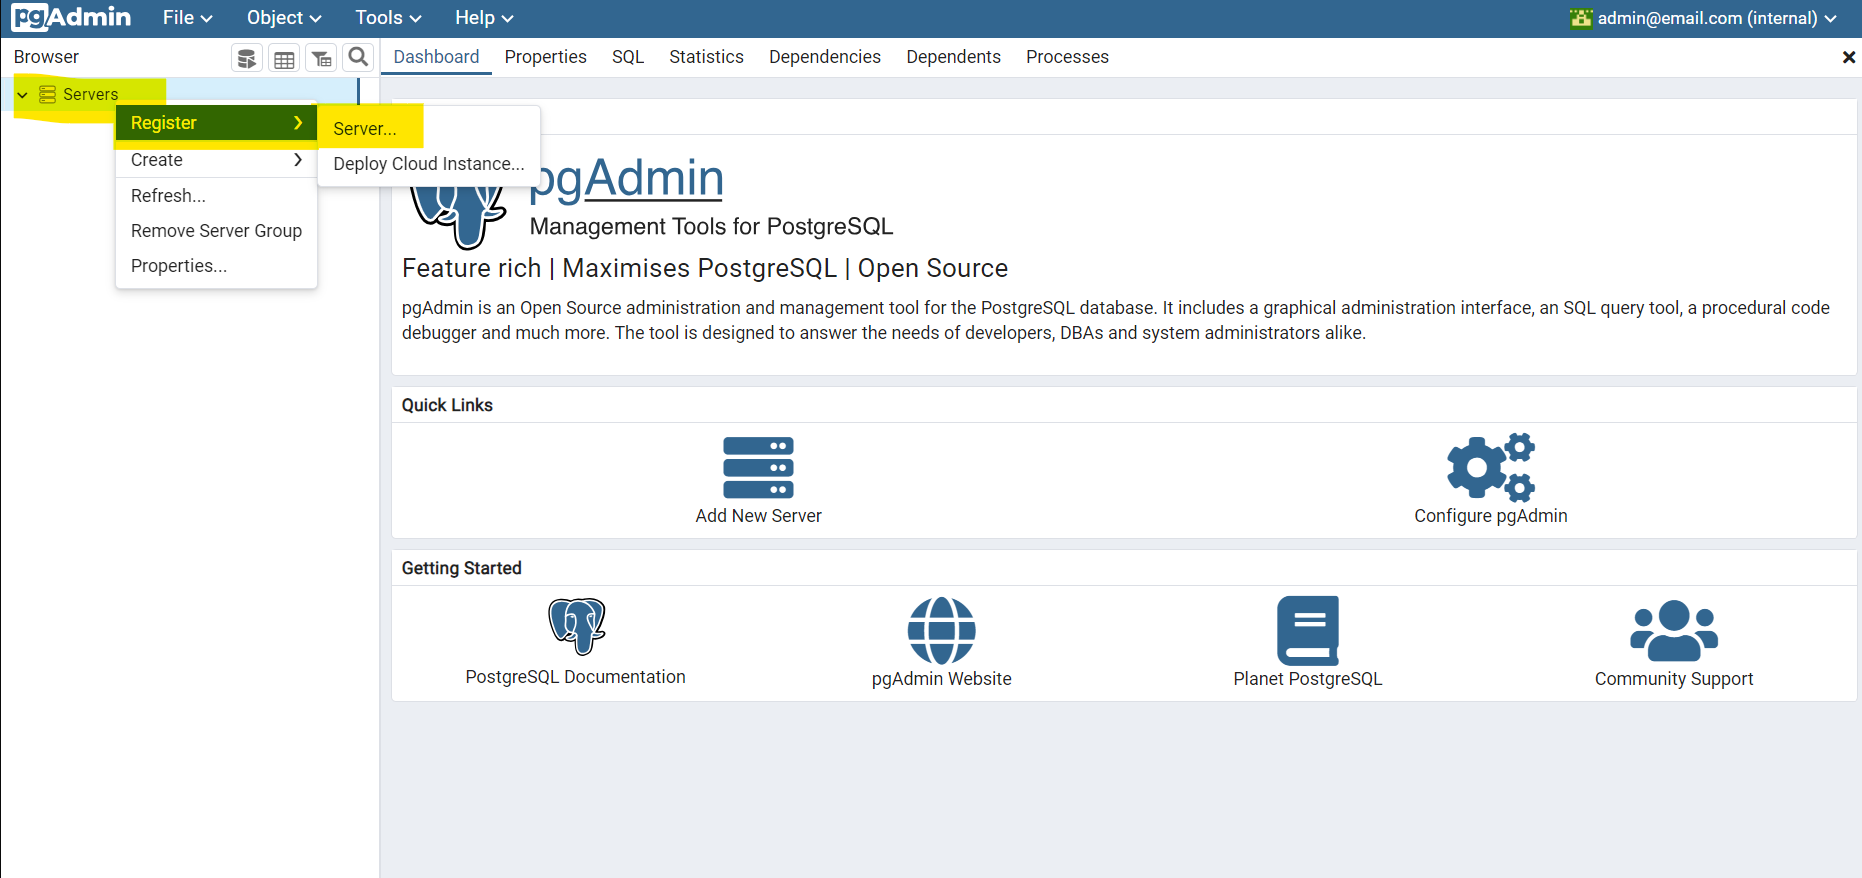 pgAdmin File Object Tools Help admin@email.com (internal)
Browser
Dashboard Properties SQL Statistics Dependencies Dependents Processes
Servers
Register
Server...
Create
Deploy Cloud Instance...
Refresh...
Remove Server Group
Properties...
pgAdmin
Management Tools for PostgreSQL
Feature rich | Maximises PostgreSQL | Open Source
pgAdmin is an Open Source administration and management tool for the PostgreSQL database. It includes a graphical administration interface, an SQL query tool, a procedural code
debugger and much more. The tool is designed to answer the needs of developers, DBAs and system administrators alike.
Quick Links
Add New Server
Configure pgAdmin
Getting Started
PostgreSQL Documentation
pgAdmin Website
Planet PostgreSQL
Community Support